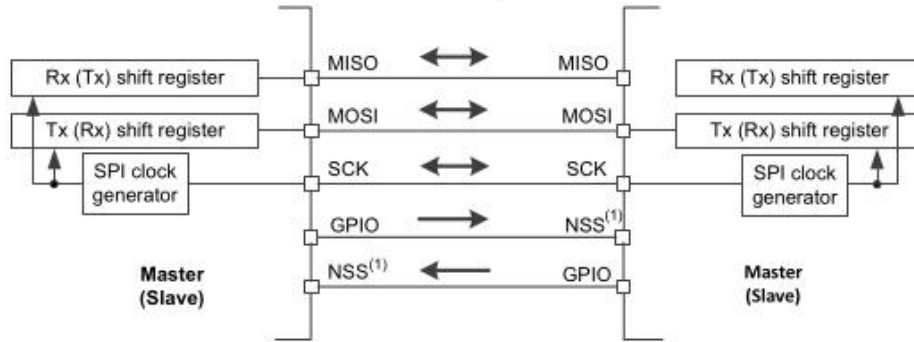 Rx (Tx) shift register
Tx (Rx) shift register
SPI clock
generator
Master
(Slave)
MISO
MOSI
SCK
GPIO
NSS(1)
MISO
MOSI
SCK
NSS(1)
GPIO
Rx (Tx) shift register
Tx (Rx) shift register
SPI clock
generator
Master
(Slave)